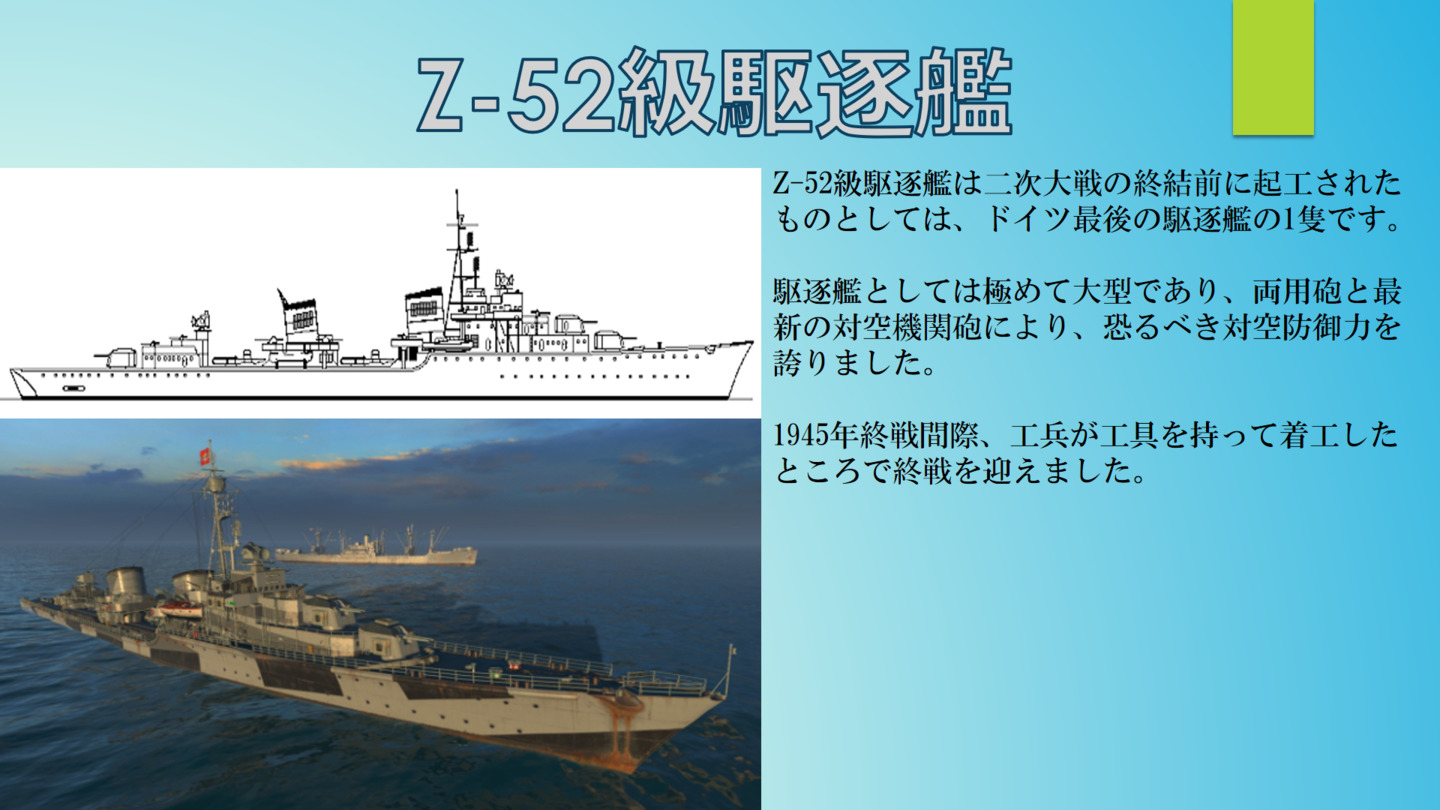 Z-52級駆逐艦
Z-52級駆逐艦は二次大戦の終結前に起工された
ものとしては、ドイツ最後の駆逐艦の1隻です。
駆逐艦としては極めて大型であり、両用砲と最
新の対空機関砲により、恐るべき対空防御力を
誇りました。
1945年終戦間際、工兵が工具を持って着工した
ところで終戦を迎えました。